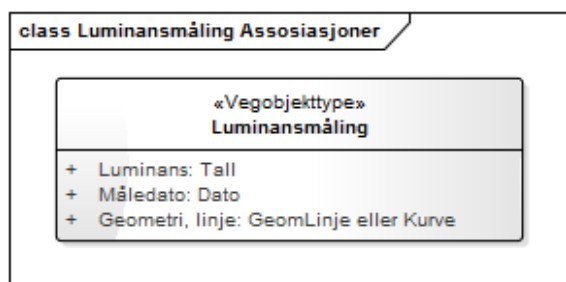 class Luminansmåling Assosiasjoner
«Vegobjekttype»
Luminansmåling
+ Luminans: Tall
+ Måledato: Dato
+ Geometri, linje: GeomLinje eller Kurve